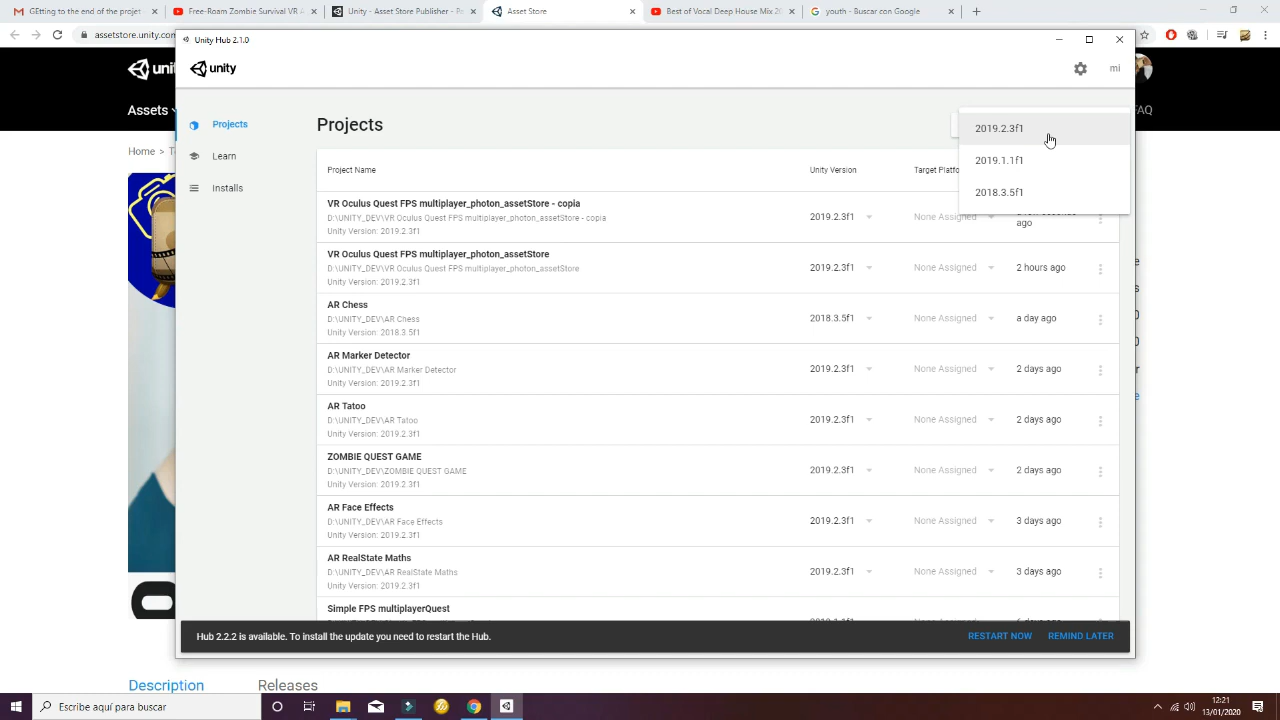 GEtting to the end of the
Free-Roam Zombie Survival VR A
Unity - Asset Store Publisher - Pa
Asset Store
Best of Vocal Deep House Mix 20
youth - Buscar con Google
assetstore.unity.com
Unity Hub 2.1.0
unity
mi
Assets
FAQ
Projects
Projects
2019.2.3f1
Home >
Learn
2019.1.1f1
Project Name
Unity Version
Target Platfo
Installs
2018.3.5f1
VR Oculus Quest FPS multiplayer_photon_assetStore - copia
D:\UNITY_DEV\VR Oculus Quest FPS multiplayer_photon_assetStore - copia
2019.2.3f1
None Assigned
ago
Unity Version: 2019.2.3f1
VR Oculus Quest FPS multiplayer_photon_assetStore
D:\UNITY_DEV\VR Oculus Quest FPS multiplayer_photon_assetStore
2019.2.3f1
None Assigned
2 hours ago
Unity Version: 2019.2.3f1
AR Chess
D:\UNITY_DEV\AR Chess
2018.3.5f1
None Assigned
a day ago
Unity Version: 2018.3.5f1
AR Marker Detector
D:\UNITY_DEV\AR Marker Detector
2019.2.3f1
None Assigned
2 days ago
Unity Version: 2019.2.3f1
AR Tatoo
D:\UNITY_DEV\AR Tatoo
2019.2.3f1
None Assigned
2 days ago
Unity Version: 2019.2.3f1
ZOMBIE QUEST GAME
D:\UNITY_DEV\ZOMBIE QUEST GAME
2019.2.3f1
None Assigned
2 days ago
Unity Version: 2019.2.3f1
AR Face Effects
D:\UNITY_DEV\AR Face Effects
2019.2.3f1
None Assigned
3 days ago
Unity Version: 2019.2.3f1
AR RealState Maths
D:\UNITY_DEV\AR RealState Maths
2019.2.3f1
None Assigned
3 days ago
Unity Version: 2019.2.3f1
Simple FPS multiplayerQuest
Hub 2.2.2 is available. To install the update you need to restart the Hub.
RESTART NOW
REMIND LATER
Description
Releases
Escribe aquí para buscar
12:21
13/01/2020